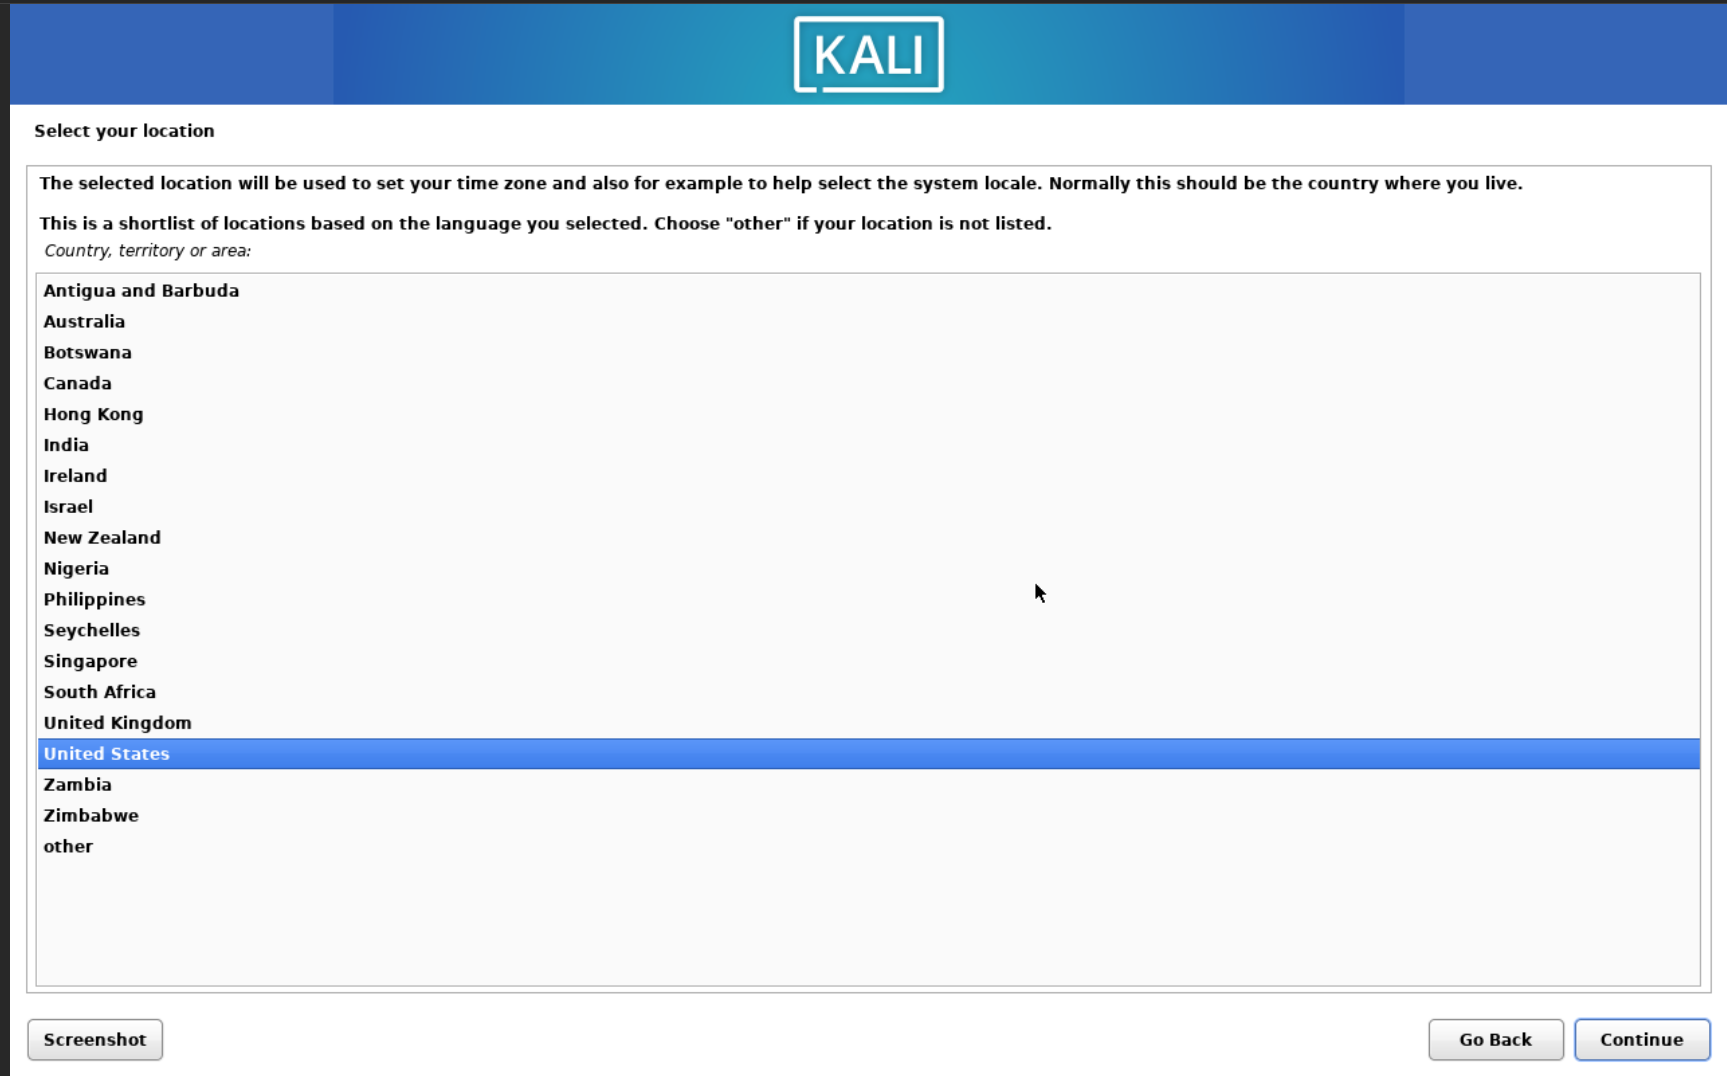 KALI
Select your location
The selected location will be used to set your time zone and also for example to help select the system locale. Normally this should be the country where you live.
This is a shortlist of locations based on the language you selected. Choose "other" if your location is not listed.
Country, territory or area:
Antigua and Barbuda
Australia
Botswana
Canada
Hong Kong
India
Ireland
Israel
New Zealand
Nigeria
Philippines
Seychelles
Singapore
South Africa
United Kingdom
United States
Zambia
Zimbabwe
other
Screenshot
Go Back
Continue